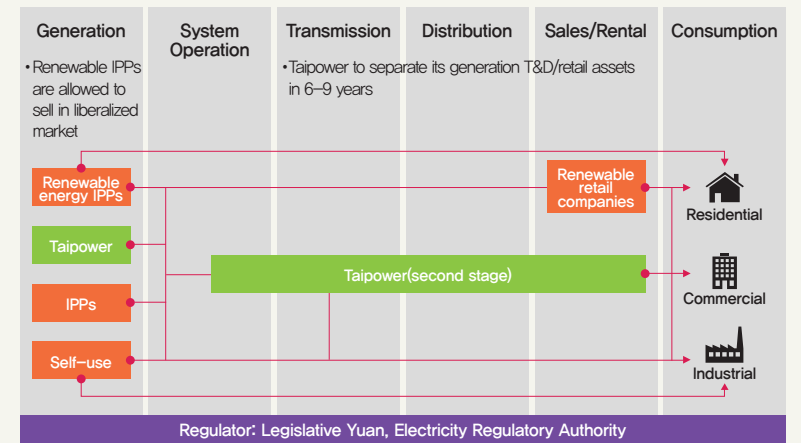 Generation
System
Operation
Transmission
Distribution
Sales/Rental
Consumption
•Renewable IPPs
are allowed to
sell in liberalized
market
•Taipower to separate its generation T&D/retail assets
in 6–9 years
Renewable
energy IPPs
Renewable
retail
companies
Residential
Taipower
Taipower(second stage)
Commercial
IPPs
Self–use
Industrial
Regulator: Legislative Yuan, Electricity Regulatory Authority